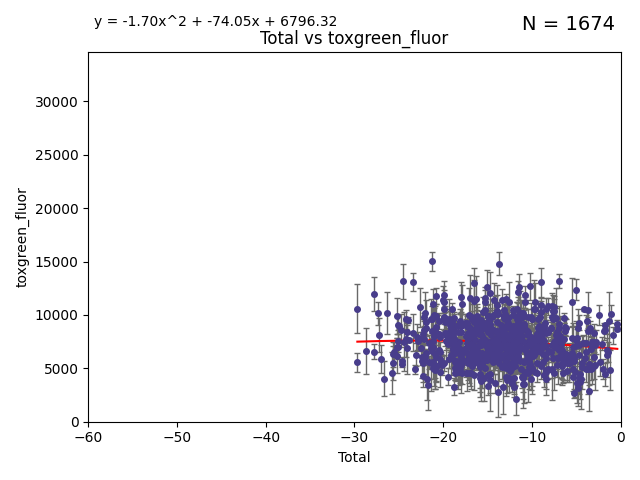 y = -1.70x^2 + -74.05x + 6796.32
N = 1674
Total vs toxgreen_fluor
toxgreen_fluor
30000
25000
20000
15000
10000
5000
0
−60
−50
−40
−30
−20
−10
0
Total